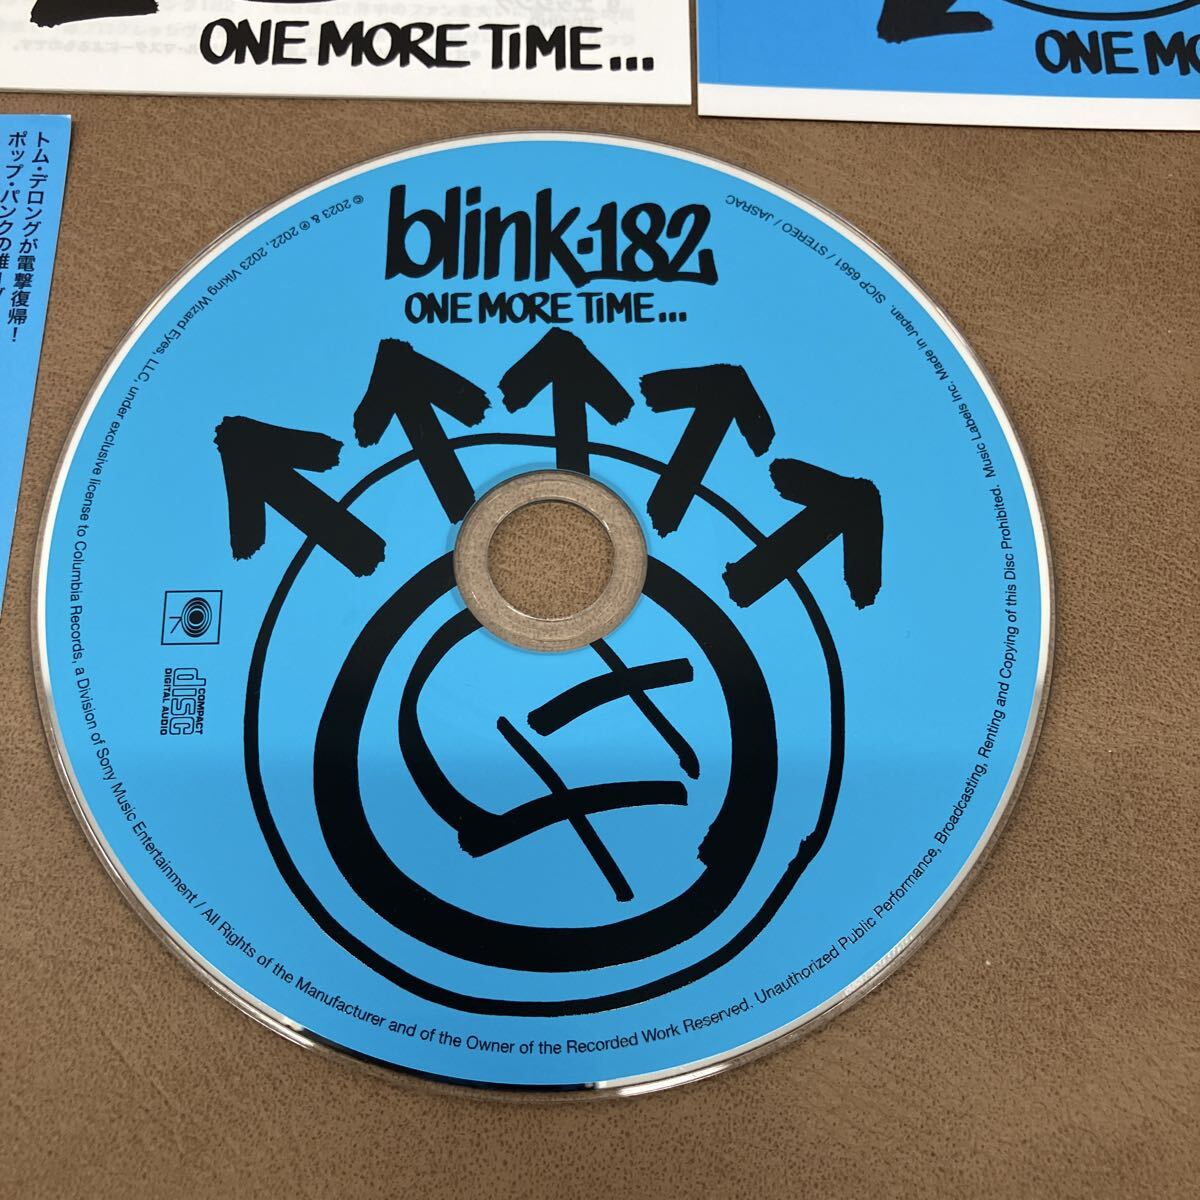 ONE MORE TiME...
ONE MO
トム・デロングが電撃復帰！
ポップ・パンクの雄
blink-182
ONE MORE TiME...
7
COMPACT
disc
DIGITAL AUDIO
℗ 2023 & © 2022, 2023 Viking Wizard Eyes, LLC, under exclusive license to Columbia Records, a Division of Sony Music Entertainment / All Rights of the Manufacturer and of the Owner of the Recorded Work Reserved. Unauthorized Public Performance, Broadcasting, Renting and Copying of this Disc Prohibited. Music Labels Inc. Made in Japan. SICP 6561 / STEREO / JASRAC